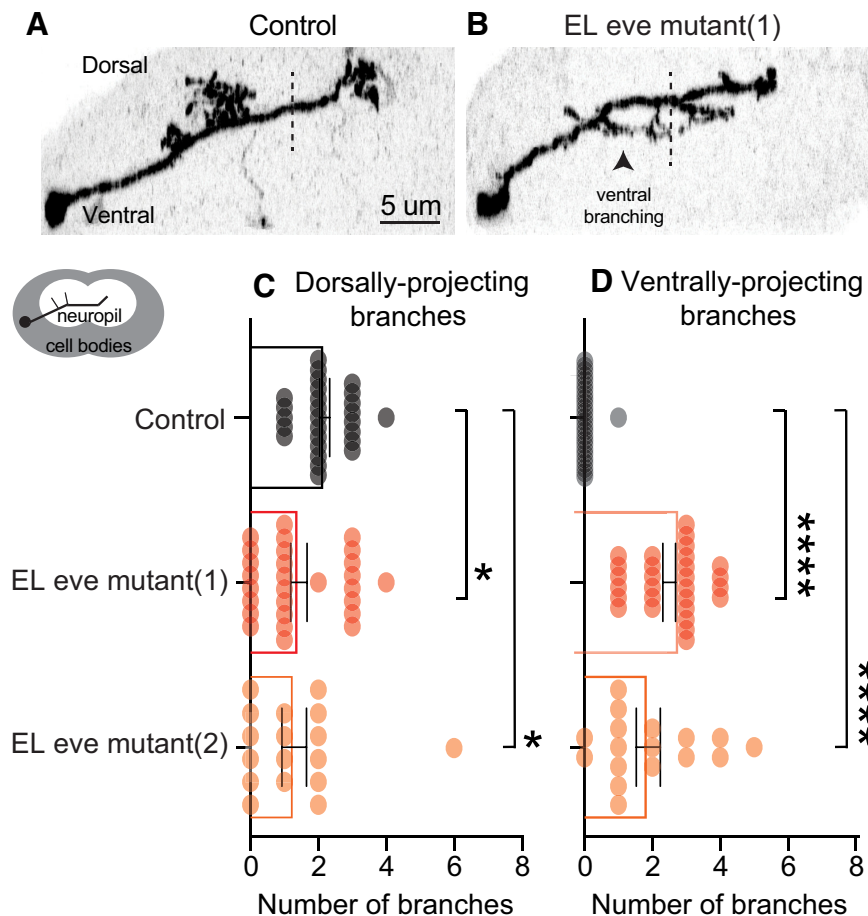 A
Control
B
EL eve mutant(1)
Dorsal
Ventral
5 um
ventral
branching
neuropil
cell bodies
C Dorsally-projecting
branches
D Ventrally-projecting
branches
Control
EL eve mutant(1)
EL eve mutant(2)
*
*
****
****
0 2 4 6 8
Number of branches
0 2 4 6 8
Number of branches